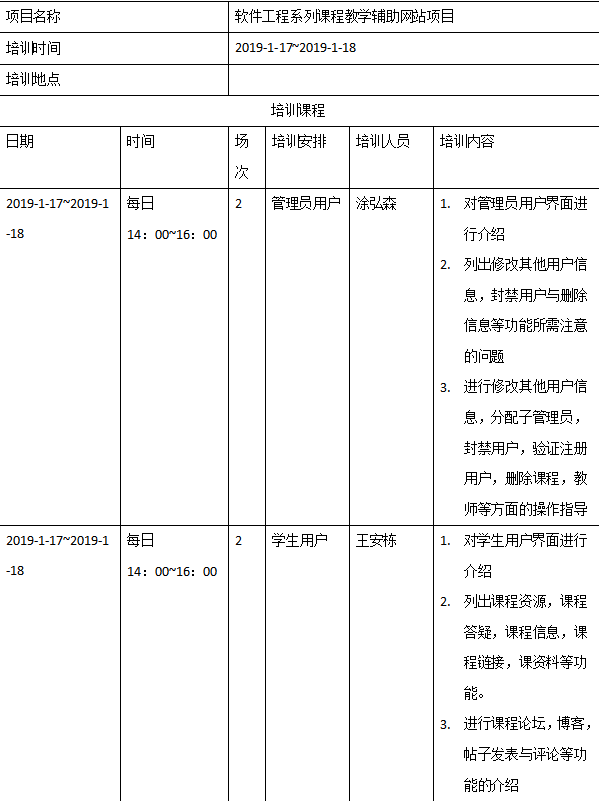 项目名称 软件工程系列课程教学辅助网站项目
培训时间 2019-1-17~2019-1-18
培训地点
培训课程
日期 时间 场次 培训安排 培训人员 培训内容
2019-1-17~2019-1-18
每日
14：00~16：00
2
管理员用户
涂弘森
1. 对管理员用户界面进
行介绍
2. 列出修改其他用户信
息，封禁用户与删除
信息等功能所需注意
的问题
3. 进行修改其他用户信
息，分配子管理员，
封禁用户，验证注册
用户，删除课程，教
师等方面的操作指导
2019-1-17~2019-1-18
每日
14：00~16：00
2
学生用户
王安栋
1. 对学生用户界面进行
介绍
2. 列出课程资源，课程
答疑，课程信息，课
程链接，课资料等功
能。
3. 进行课程论坛，博客，
帖子发表与评论等功
能的介绍